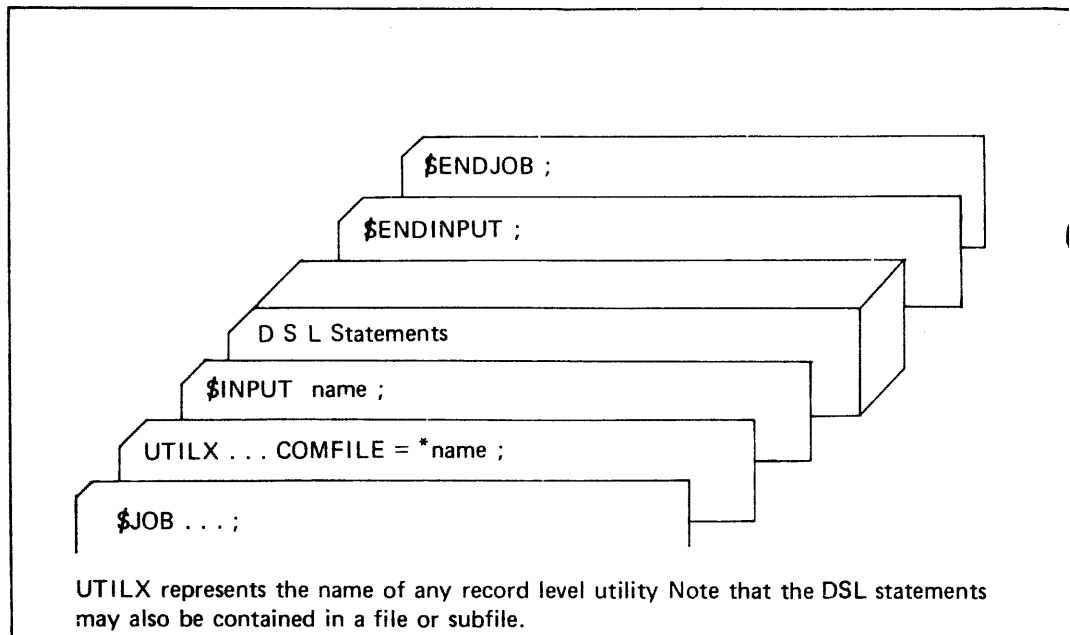 $ENDJOB ;
$ENDINPUT ;
D S L Statements
$INPUT name ;
UTILX . . . COMFILE = *name ;
$JOB . . . ;
UTILX represents the name of any record level utility Note that the DSL statements
may also be contained in a file or subfile.